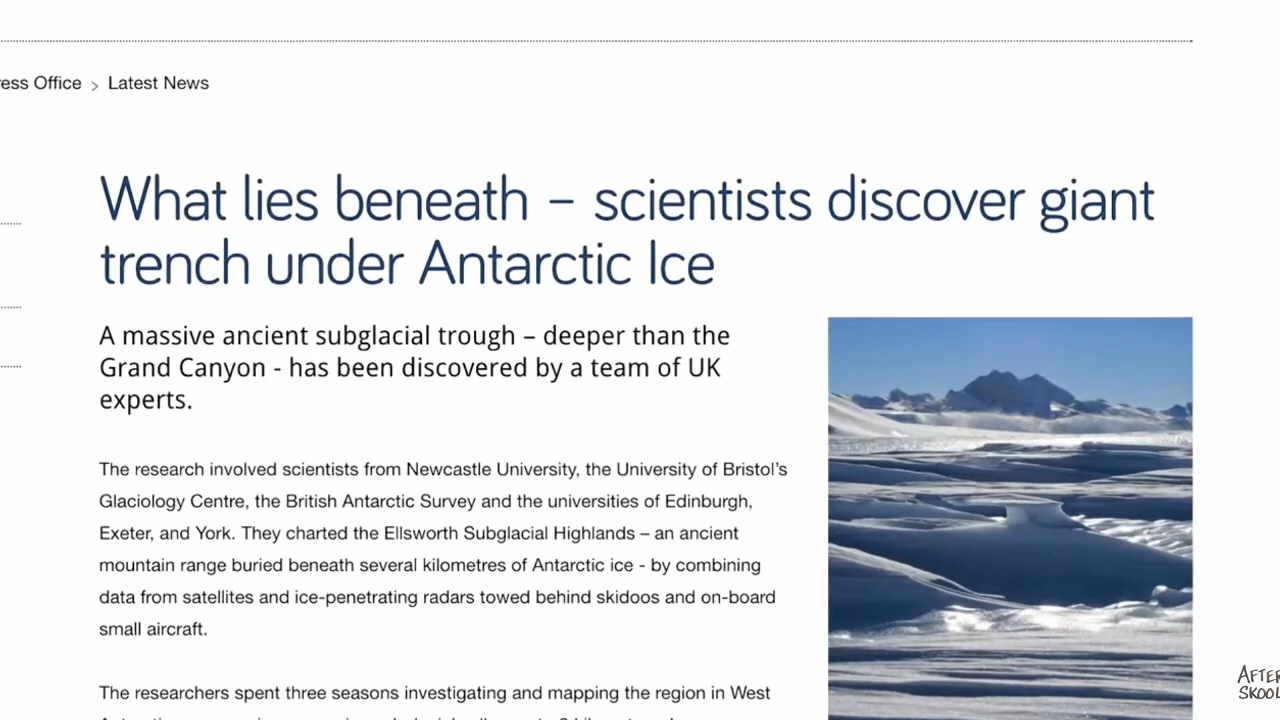 Office > Latest News
What lies beneath – scientists discover giant
trench under Antarctic Ice
A massive ancient subglacial trough – deeper than the
Grand Canyon - has been discovered by a team of UK
experts.
The research involved scientists from Newcastle University, the University of Bristol's
Glaciology Centre, the British Antarctic Survey and the universities of Edinburgh,
Exeter, and York. They charted the Ellsworth Subglacial Highlands – an ancient
mountain range buried beneath several kilometres of Antarctic ice - by combining
data from satellites and ice-penetrating radars towed behind skidoos and on-board
small aircraft.
The researchers spent three seasons investigating and mapping the region in West
AFTER
SKOOL